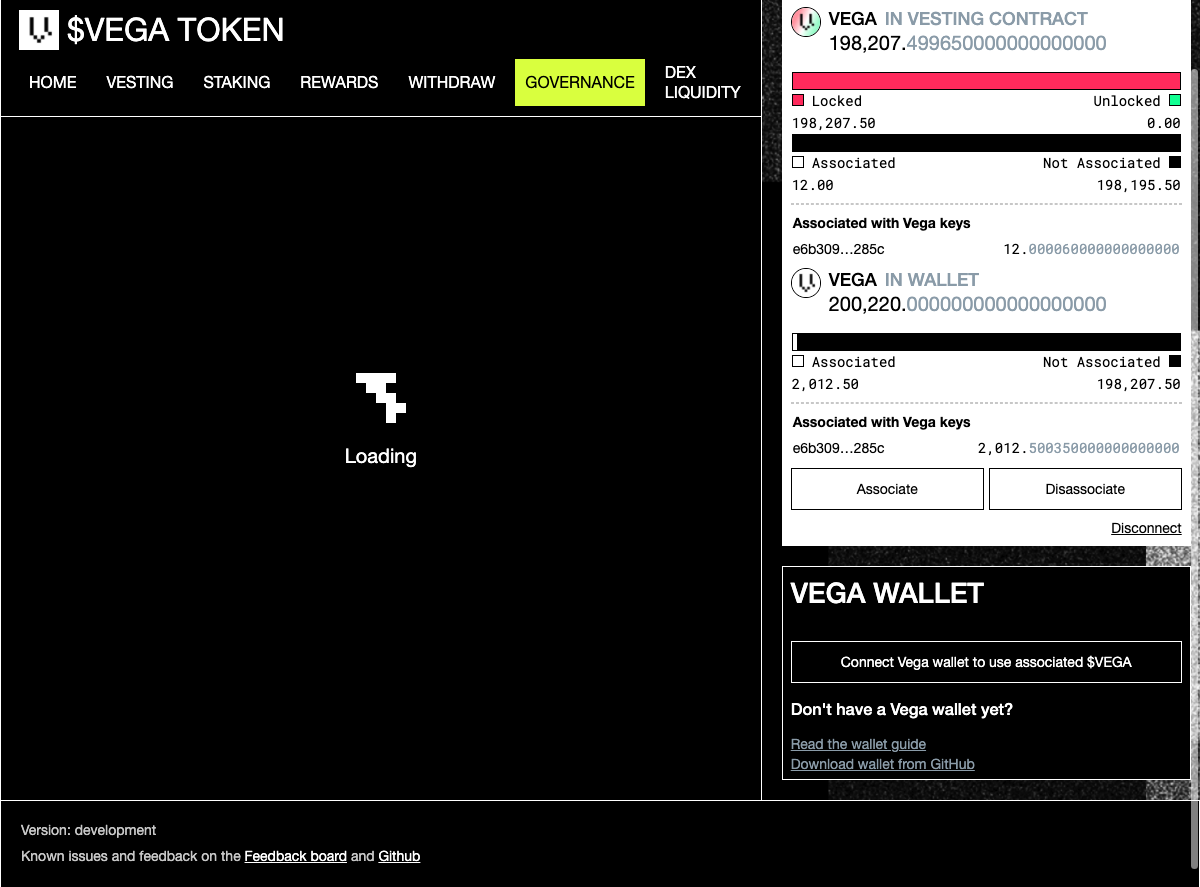 $VEGA TOKEN
HOME VESTING STAKING REWARDS WITHDRAW GOVERNANCE DEX LIQUIDITY
Loading
VEGA IN VESTING CONTRACT
198,207.499650000000000000
Locked Unlocked
198,207.50 0.00
Associated Not Associated
12.00 198,195.50
Associated with Vega keys
e6b309…285c 12.000060000000000000
VEGA IN WALLET
200,220.000000000000000000
Associated Not Associated
2,012.50 198,207.50
Associated with Vega keys
e6b309…285c 2,012.500350000000000000
Associate Disassociate
Disconnect
VEGA WALLET
Connect Vega wallet to use associated $VEGA
Don't have a Vega wallet yet?
Read the wallet guide
Download wallet from GitHub
Version: development
Known issues and feedback on the Feedback board and Github